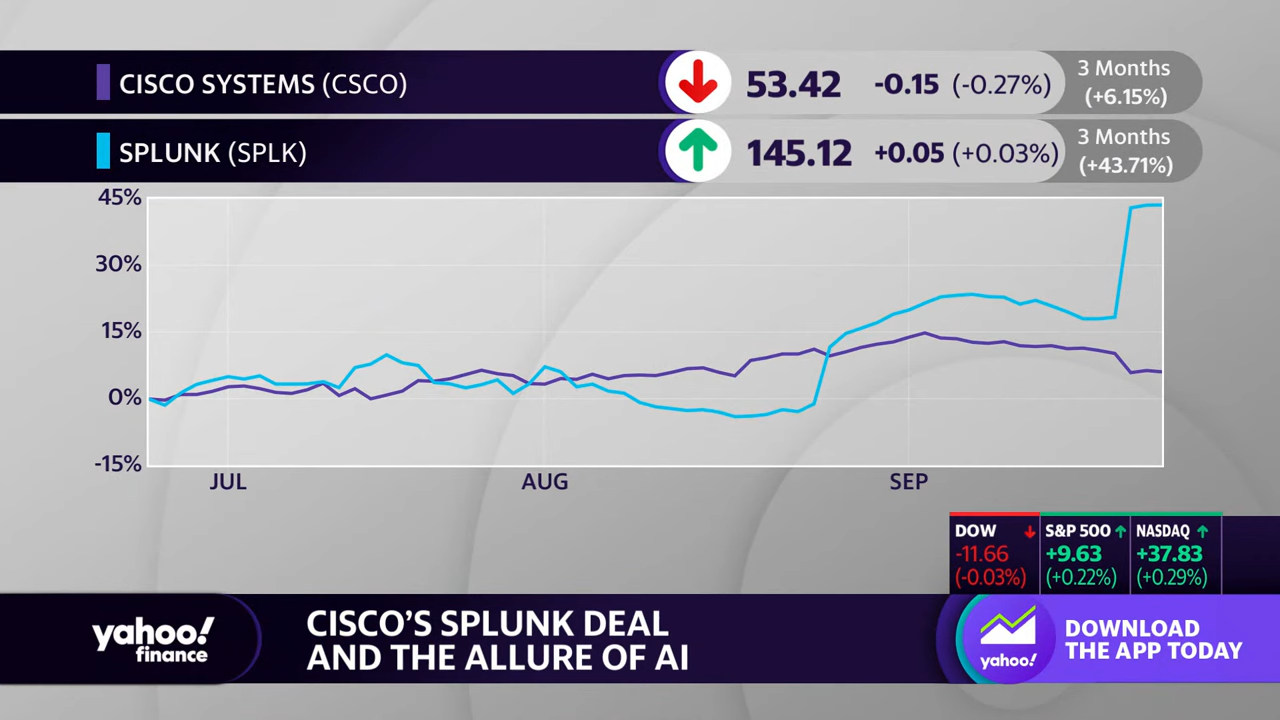 CISCO SYSTEMS (CSCO) 53.42 -0.15 (-0.27%) 3 Months (+6.15%)
SPLUNK (SPLK) 145.12 +0.05 (+0.03%) 3 Months (+43.71%)
45%
30%
15%
0%
-15%
JUL AUG SEP
DOW S&P 500 NASDAQ
-11.66 +9.63 +37.83
(-0.03%) (+0.22%) (+0.29%)
yahoo!
finance
CISCO'S SPLUNK DEAL
AND THE ALLURE OF AI
yahoo!
DOWNLOAD
THE APP TODAY